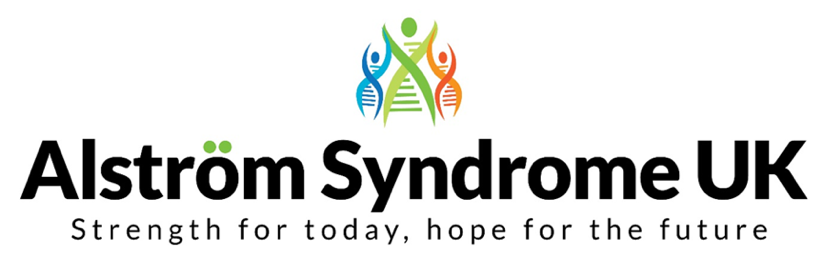 Alström Syndrome UK
Strength for today, hope for the future